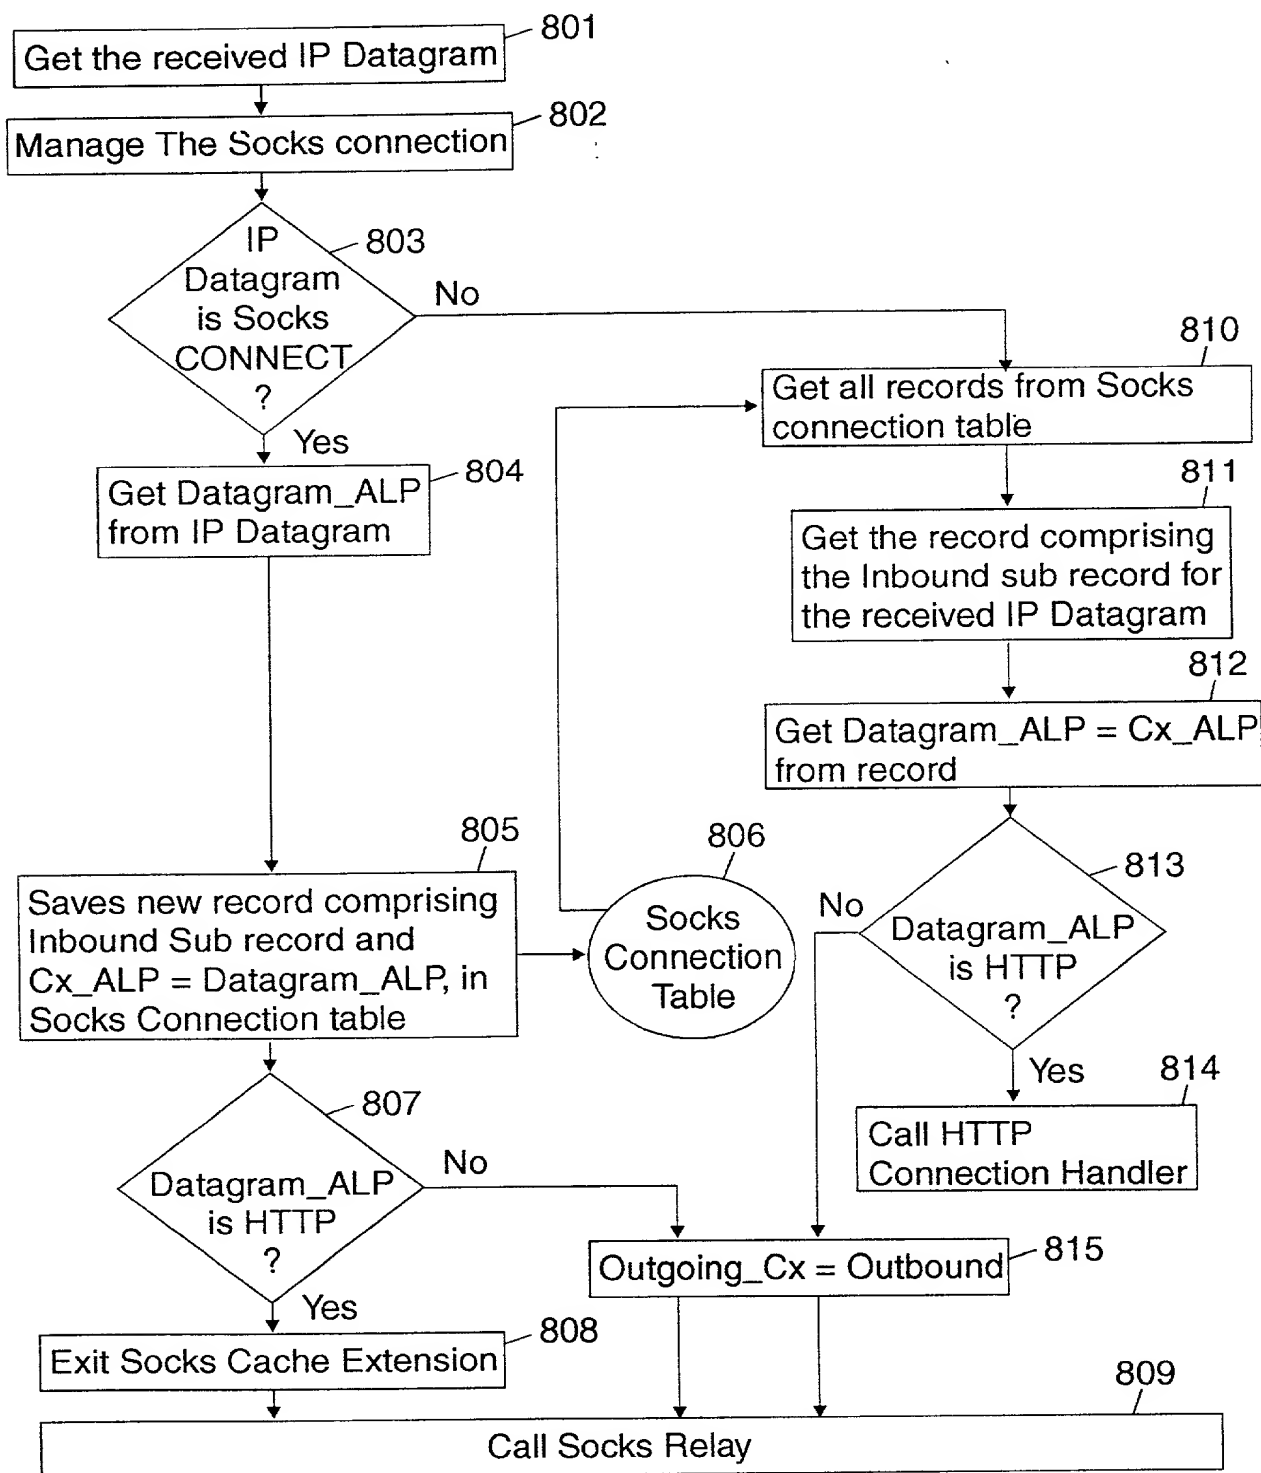 801
Get the received IP Datagram
802
Manage The Socks connection
803
IP
Datagram
is Socks
CONNECT
?
No
Yes
804
Get Datagram_ALP
from IP Datagram
810
Get all records from Socks
connection table
811
Get the record comprising
the Inbound sub record for
the received IP Datagram
812
Get Datagram_ALP = Cx_ALP
from record
805
Saves new record comprising
Inbound Sub record and
Cx_ALP = Datagram_ALP, in
Socks Connection table
806
Socks
Connection
Table
813
No
Datagram_ALP
is HTTP
?
Yes
814
Call HTTP
Connection Handler
807
No
Datagram_ALP
is HTTP
?
Yes
815
Outgoing_Cx = Outbound
808
Exit Socks Cache Extension
809
Call Socks Relay